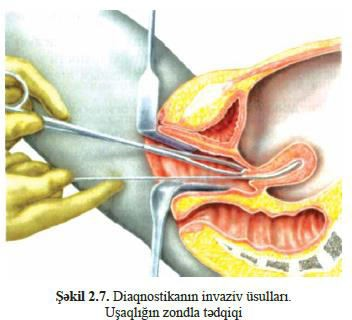 Şəkil 2.7. Diaqnostikanın invaziv üsulları.
Uşaqlığın zondla tədqiqi